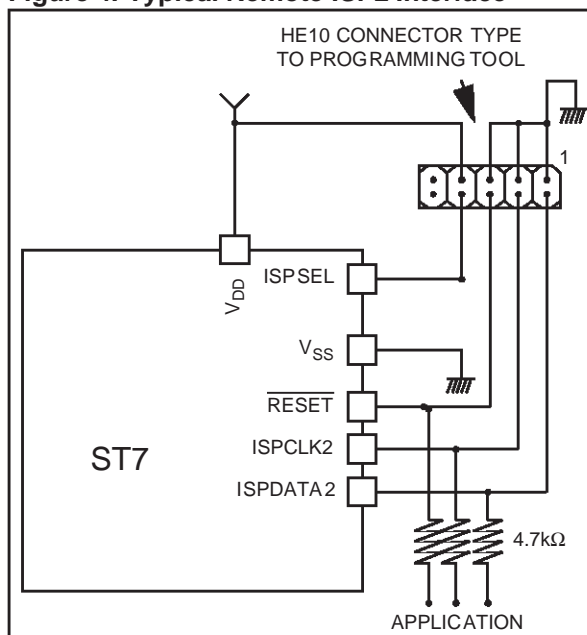 Figure 4. Typical Remote ISP2 Interface
HE10 CONNECTOR TYPE
TO PROGRAMMING TOOL
1
ISPSEL
VDD
VSS
RESET
ISPCLK2
ST7
ISPDATA2
4.7kΩ
APPLICATION